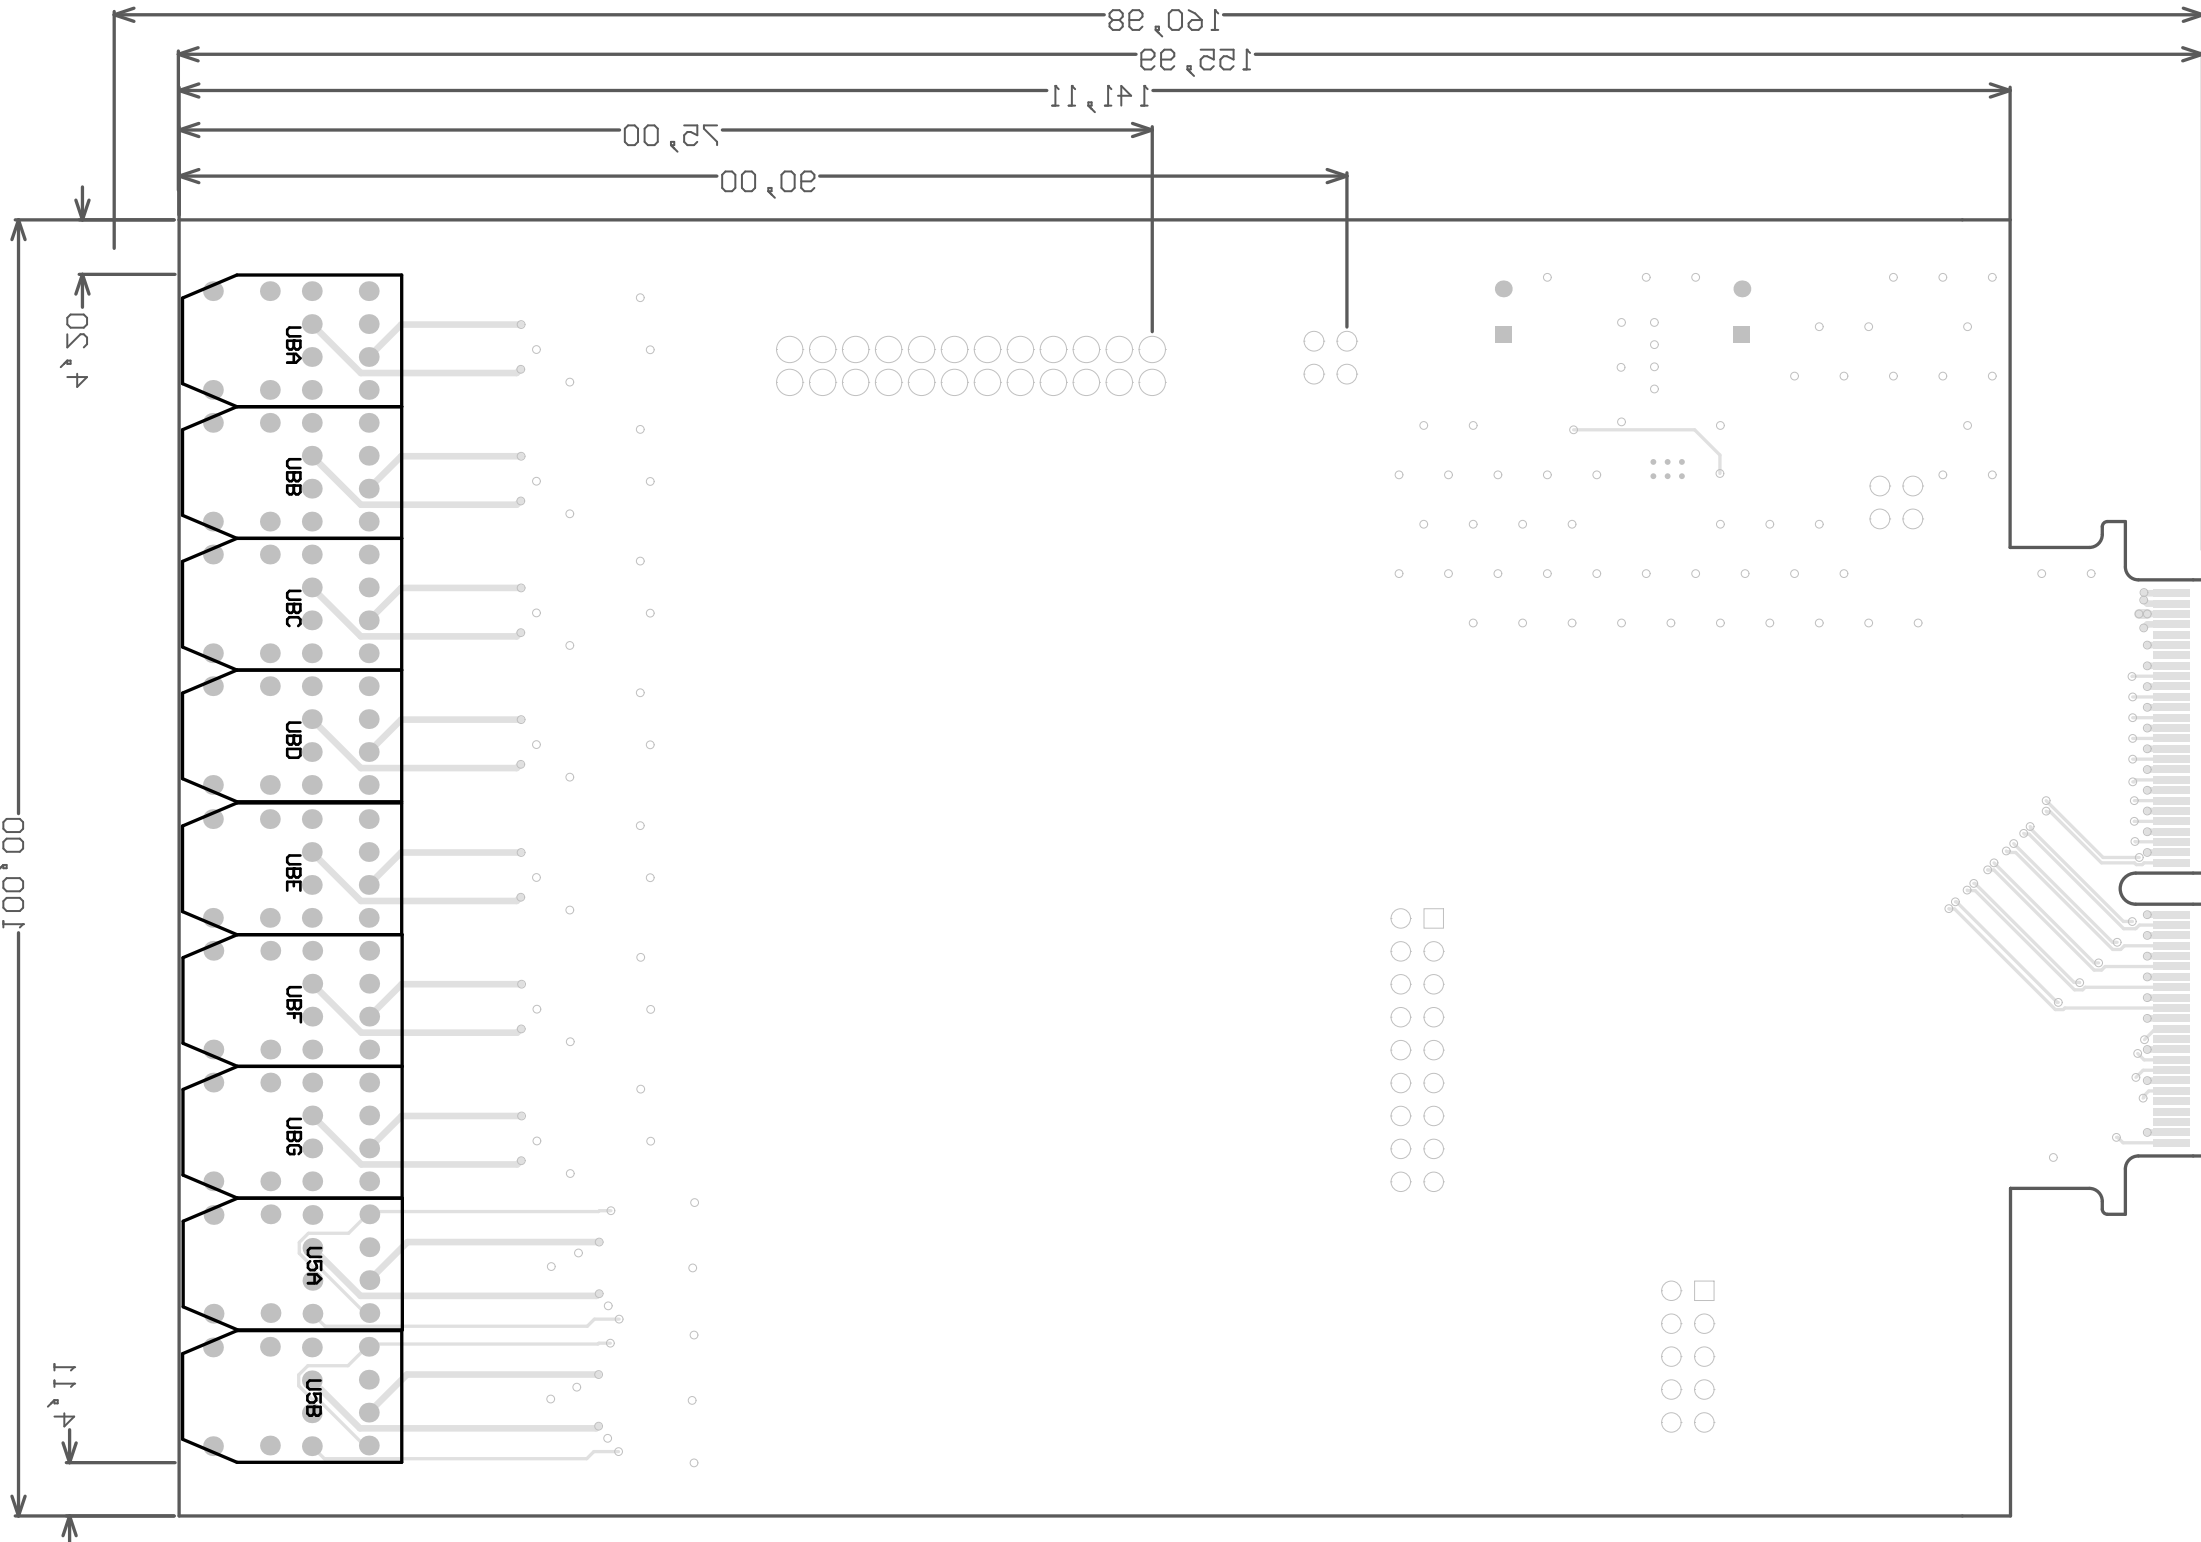 160,98
155,99
141,11
75,00
90,00
4,20
UBA
UBB
UBC
UBD
100,00
UBE
UBF
UBG
U5A
4,11
U5B